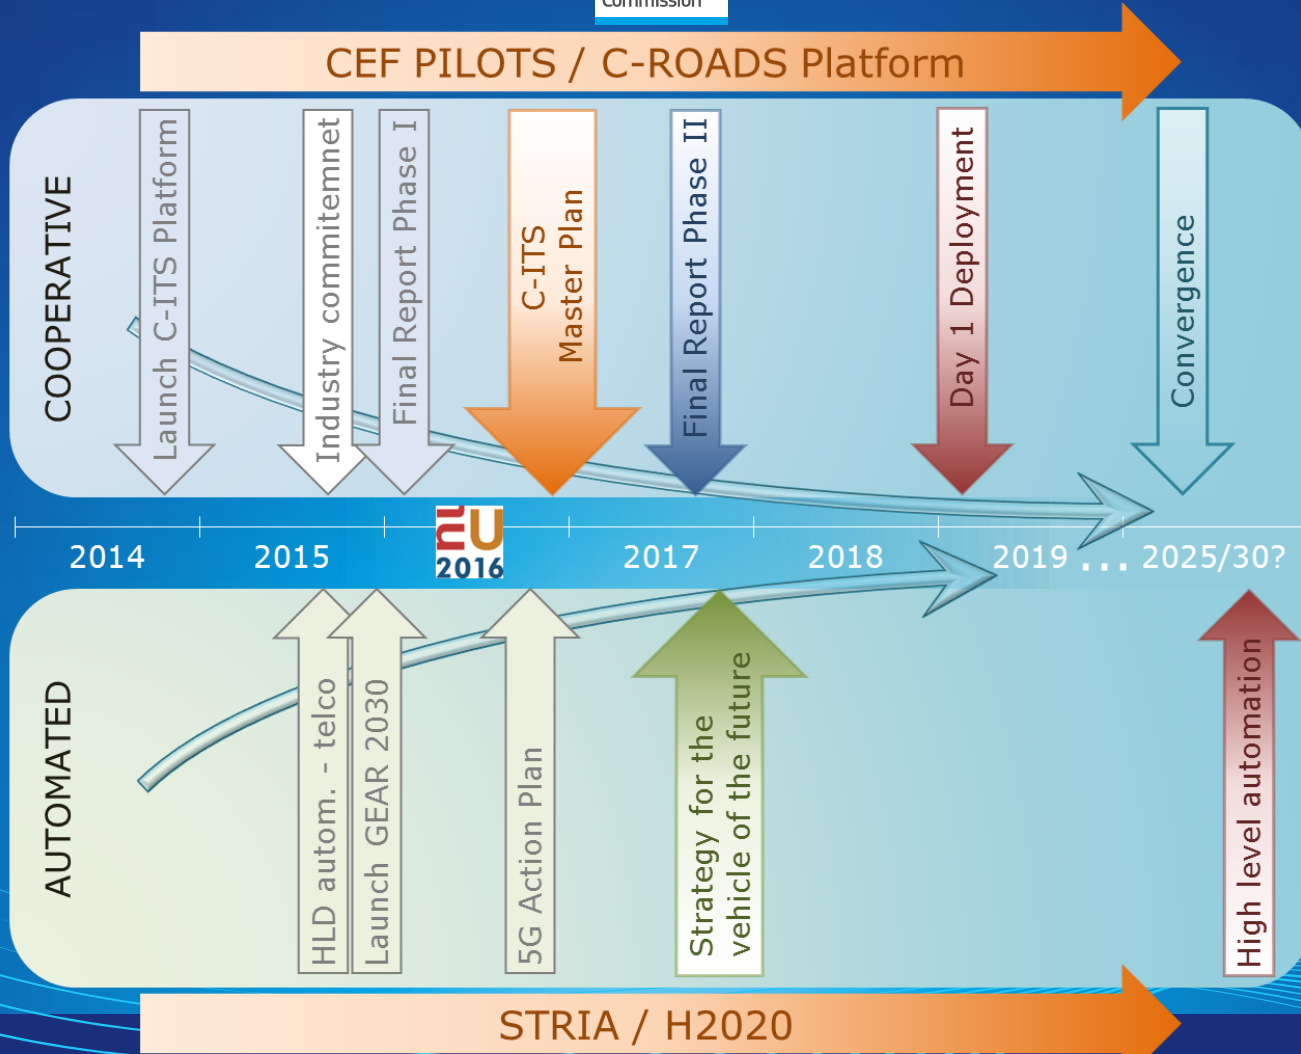 Commission
CEF PILOTS / C-ROADS Platform
COOPERATIVE
Launch C-ITS Platform
Industry commitemnet
Final Report Phase I
C-ITS
Master Plan
Final Report Phase II
Day 1 Deployment
Convergence
2014
2015
nl
U
2016
2017
2018
2019 ... 2025/30?
AUTOMATED
HLD autom. - telco
Launch GEAR 2030
5G Action Plan
Strategy for the
vehicle of the future
High level automation
STRIA / H2020